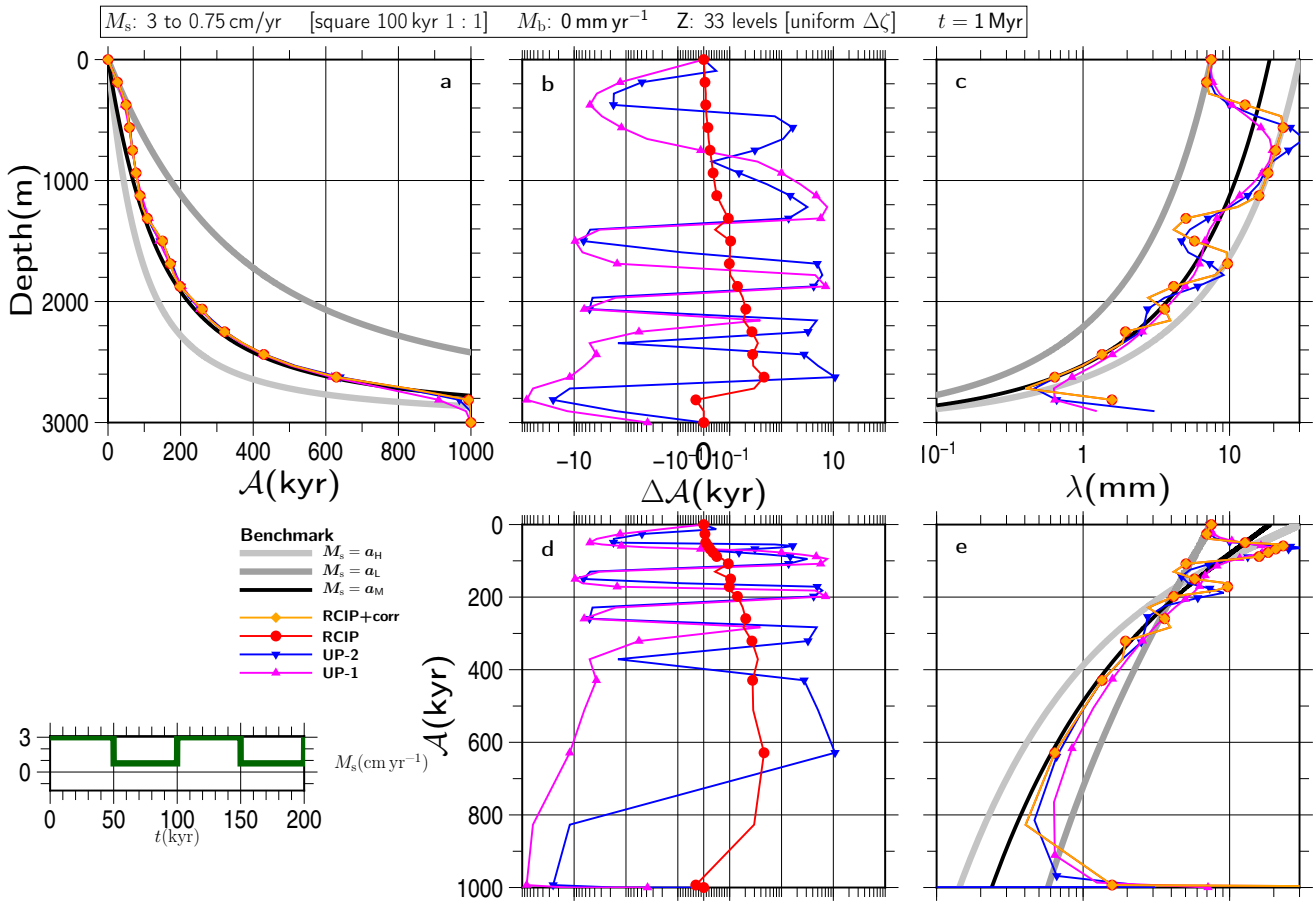 Mₛ: 3 to 0.75 cm/yr [square 100 kyr 1 : 1] M_b: 0 mm yr⁻¹ Z: 33 levels [uniform Δζ] t = 1 Myr
a b c
0
1000
2000
3000
Depth(m)
0 200 400 600 800 1000
𝒜(kyr)
−10 −10⁻¹ 0 10⁻¹ 10
Δ𝒜(kyr)
10⁻¹ 1 10
λ(mm)
Benchmark
Mₛ = a_H
Mₛ = a_L
Mₛ = a_M
RCIP+corr
RCIP
UP-2
UP-1
3
0
Mₛ(cm yr⁻¹)
0 50 100 150 200
t(kyr)
d e
0
200
400
600
800
1000
𝒜(kyr)